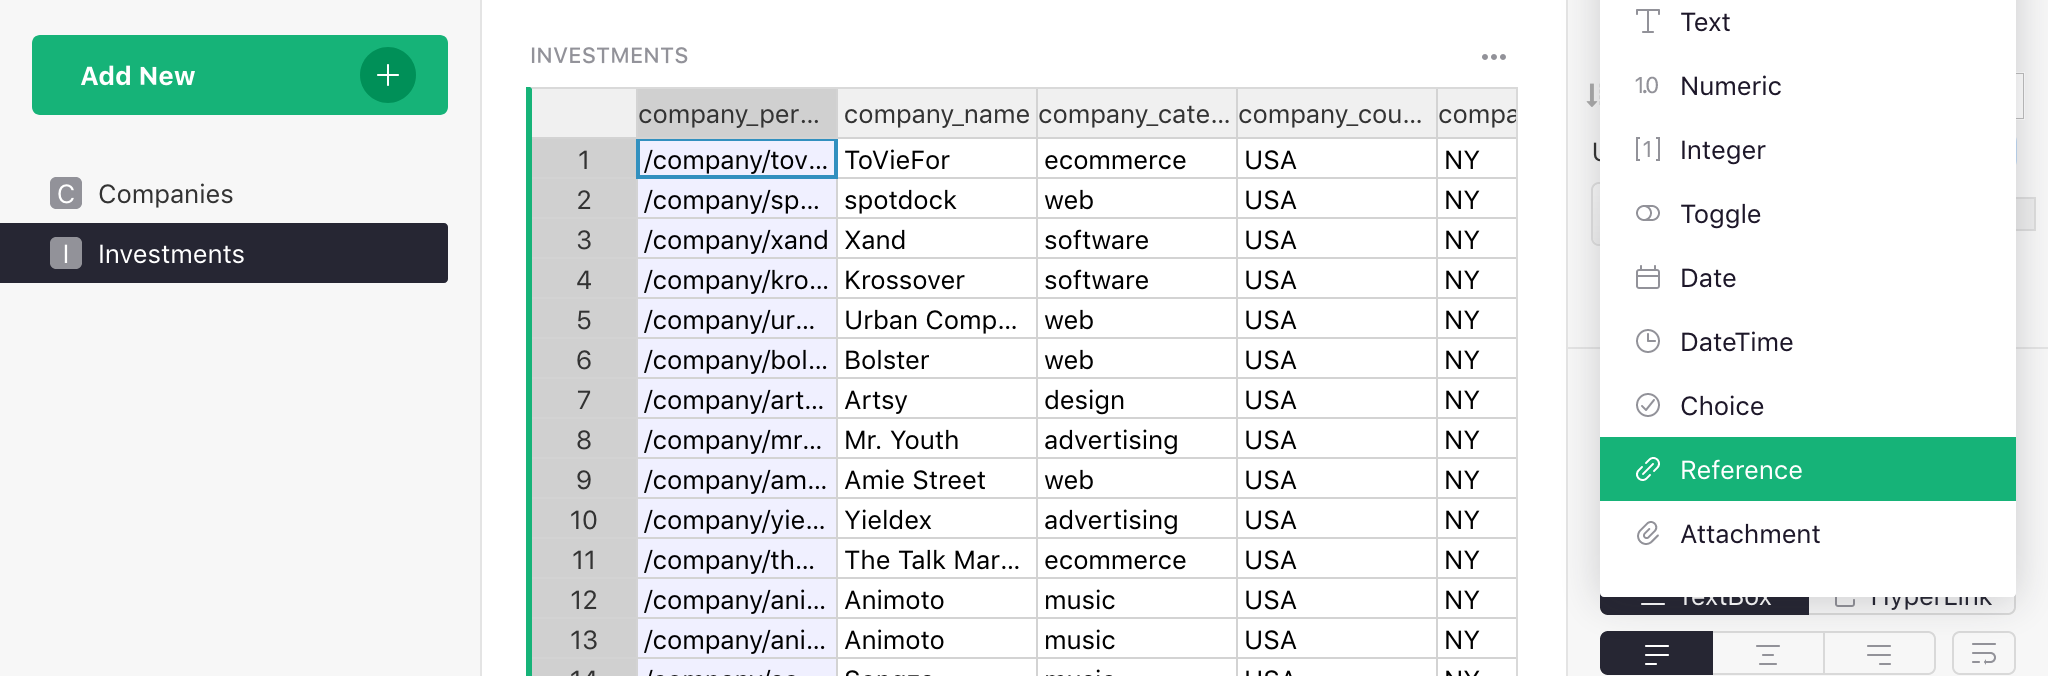 Add New
C Companies
I Investments
INVESTMENTS
company_per... company_name company_cate... company_cou... compa
1 /company/tov... ToVieFor ecommerce USA NY
2 /company/sp... spotdock web USA NY
3 /company/xand Xand software USA NY
4 /company/kro... Krossover software USA NY
5 /company/ur... Urban Comp... web USA NY
6 /company/bol... Bolster web USA NY
7 /company/art... Artsy design USA NY
8 /company/mr... Mr. Youth advertising USA NY
9 /company/am... Amie Street web USA NY
10 /company/yie... Yieldex advertising USA NY
11 /company/th... The Talk Mar... ecommerce USA NY
12 /company/ani... Animoto music USA NY
13 /company/ani... Animoto music USA NY
14
Text
1.0 Numeric
[1] Integer
Toggle
Date
DateTime
Choice
Reference
Attachment
TextBox HyperLink